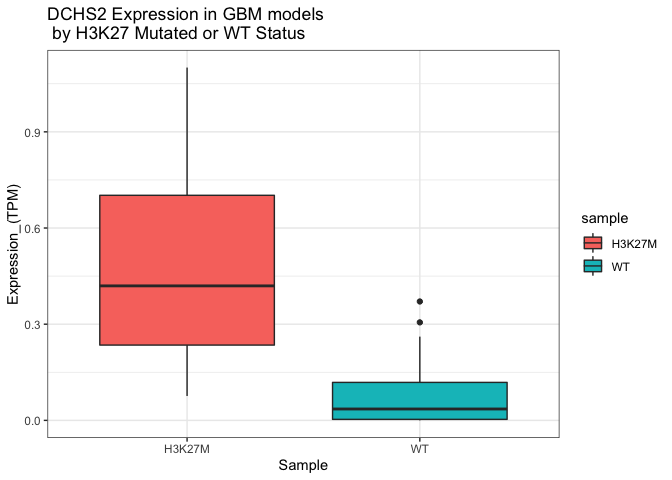 DCHS2 Expression in GBM models
by H3K27 Mutated or WT Status
Expression_(TPM)
0.9
0.6
0.3
0.0
H3K27M
WT
Sample
sample
H3K27M
WT